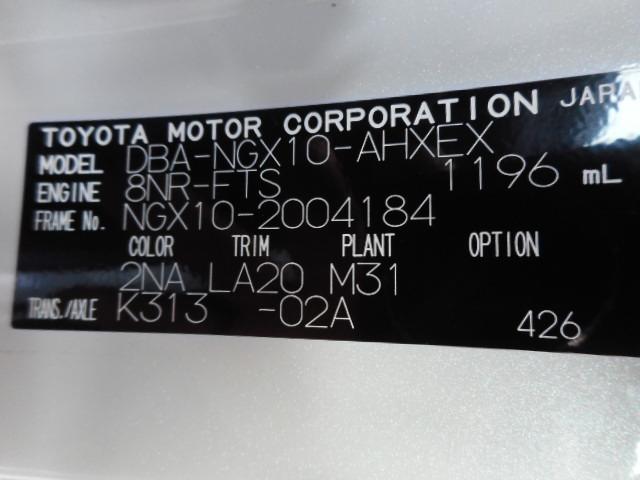 TOYOTA MOTOR CORPORATION JAPAN
MODEL DBA-NGX10-AHXEX
ENGINE 8NR-FTS 1196 mL
FRAME No. NGX10-2004184
COLOR TRIM PLANT OPTION
2NA LA20 M31
TRANS./AXLE K313 -02A
426